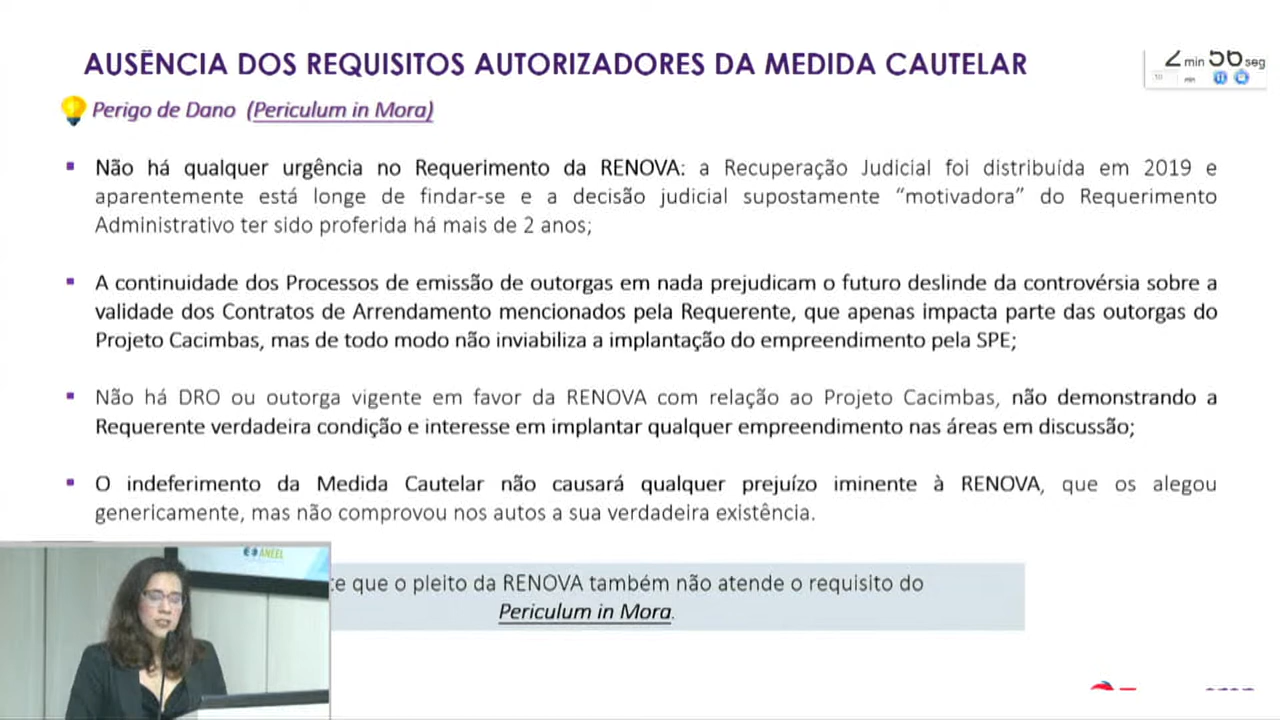 AUSÊNCIA DOS REQUISITOS AUTORIZADORES DA MEDIDA CAUTELAR
2 min 56 seg
Perigo de Dano (Periculum in Mora)
Não há qualquer urgência no Requerimento da RENOVA: a Recuperação Judicial foi distribuída em 2019 e
aparentemente está longe de findar-se e a decisão judicial supostamente “motivadora” do Requerimento
Administrativo ter sido proferida há mais de 2 anos;
A continuidade dos Processos de emissão de outorgas em nada prejudicam o futuro deslinde da controvérsia sobre a
validade dos Contratos de Arrendamento mencionados pela Requerente, que apenas impacta parte das outorgas do
Projeto Cacimbas, mas de todo modo não inviabiliza a implantação do empreendimento pela SPE;
Não há DRO ou outorga vigente em favor da RENOVA com relação ao Projeto Cacimbas, não demonstrando a
Requerente verdadeira condição e interesse em implantar qualquer empreendimento nas áreas em discussão;
O indeferimento da Medida Cautelar não causará qualquer prejuízo iminente à RENOVA, que os alegou
genericamente, mas não comprovou nos autos a sua verdadeira existência.
que o pleito da RENOVA também não atende o requisito do
Periculum in Mora.
ANEEL